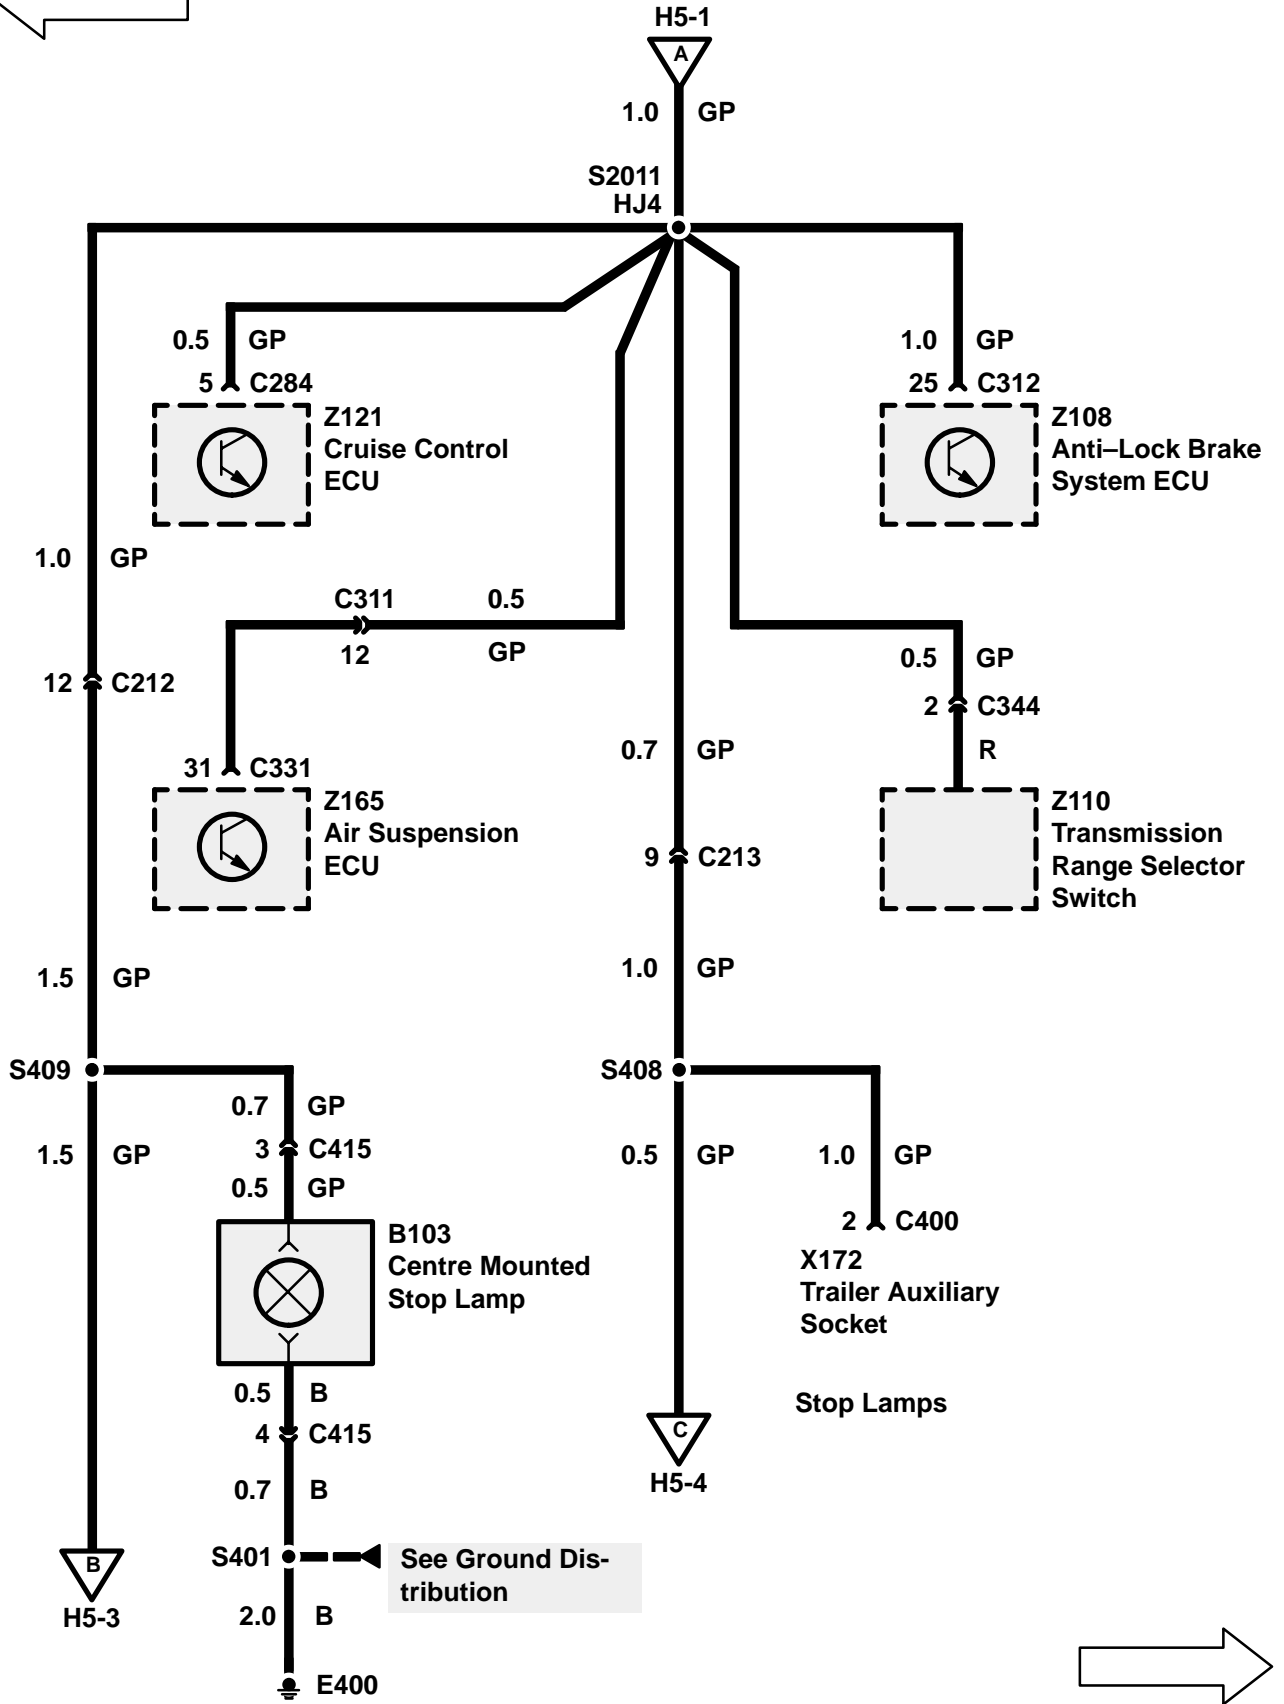 H5-1
A
1.0 GP
S2011
HJ4
0.5 GP
5 C284
Z121
Cruise Control
ECU
1.0 GP
25 C312
Z108
Anti–Lock Brake
System ECU
1.0 GP
C311 0.5
12 GP
12 C212
0.5 GP
2 C344
R
31 C331
Z165
Air Suspension
ECU
0.7 GP
9 C213
Z110
Transmission
Range Selector
Switch
1.5 GP
1.0 GP
S409
S408
0.7 GP
3 C415
0.5 GP
1.5 GP
0.5 GP
1.0 GP
2 C400
B103
Centre Mounted
Stop Lamp
X172
Trailer Auxiliary
Socket
0.5 B
4 C415
Stop Lamps
C
H5-4
0.7 B
S401
See Ground Dis-
tribution
B
H5-3
2.0 B
E400